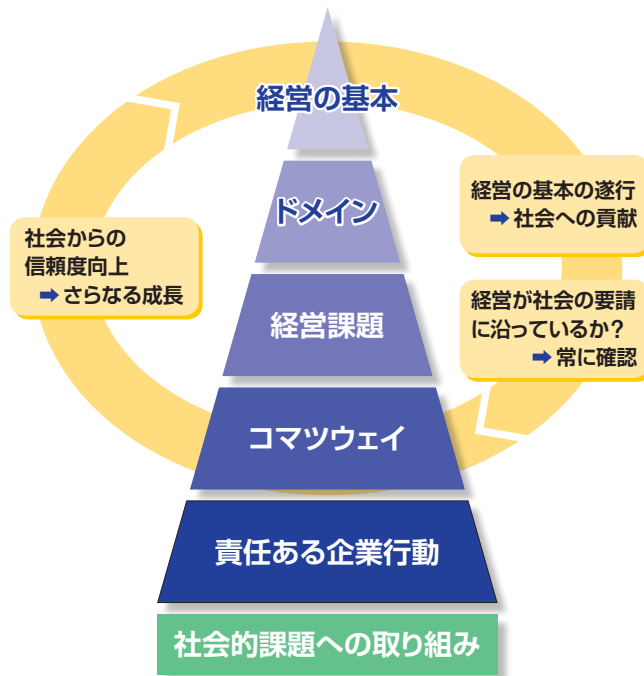 経営の基本
ドメイン
経営課題
コマツウェイ
責任ある企業行動
社会的課題への取り組み
経営の基本の遂行
➡ 社会への貢献
経営が社会の要請
に沿っているか？
➡ 常に確認
社会からの
信頼度向上
➡ さらなる成長